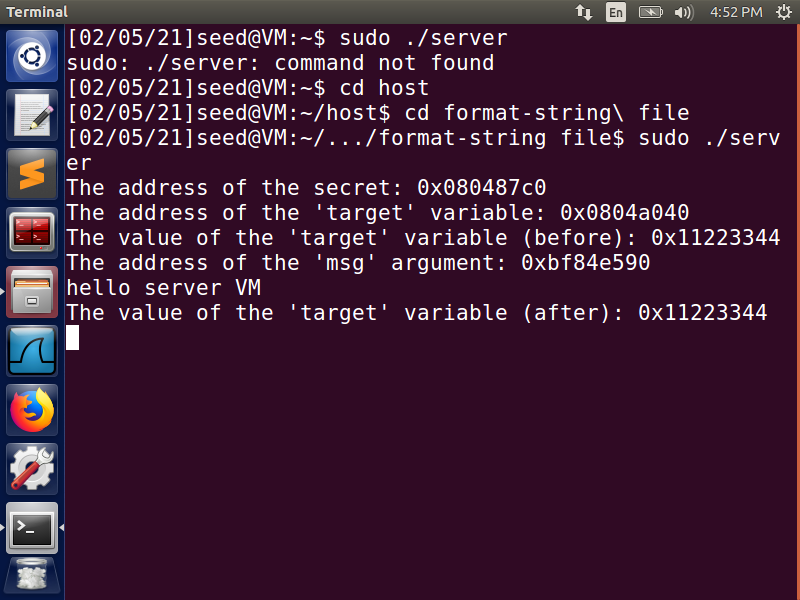 Terminal
En
4:52 PM
[02/05/21]seed@VM:~$ sudo ./server
sudo: ./server: command not found
[02/05/21]seed@VM:~$ cd host
[02/05/21]seed@VM:~/host$ cd format-string\ file
[02/05/21]seed@VM:~/.../format-string file$ sudo ./serv
er
The address of the secret: 0x080487c0
The address of the 'target' variable: 0x0804a040
The value of the 'target' variable (before): 0x11223344
The address of the 'msg' argument: 0xbf84e590
hello server VM
The value of the 'target' variable (after): 0x11223344